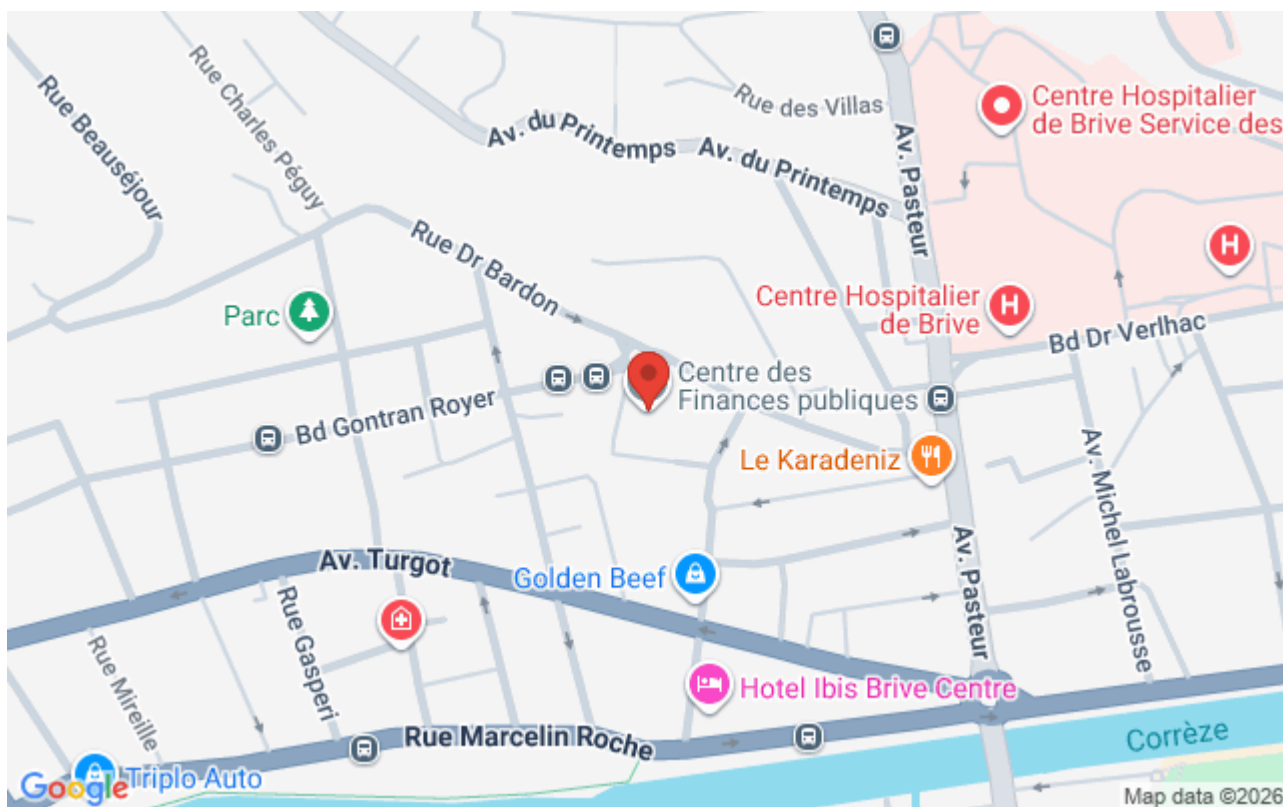 Rue Beauséjour
Rue Charles Péguy
Av. du Printemps
Av. du Printemps
Rue des Villas
Av. Pasteur
Centre Hospitalier
de Brive Service des
Rue Dr Bardon
Parc
Centre Hospitalier
de Brive
H
H
Bd Dr Verlhac
Centre des
Finances publiques
Bd Gontran Royer
Le Karadeniz
Av. Michel Labrousse
Av. Turgot
Golden Beef
Av. Pasteur
Rue Gasperi
Rue Mireille
Hotel Ibis Brive Centre
Rue Marcelin Roche
Corrèze
Triplo Auto
Google
Map data ©2026